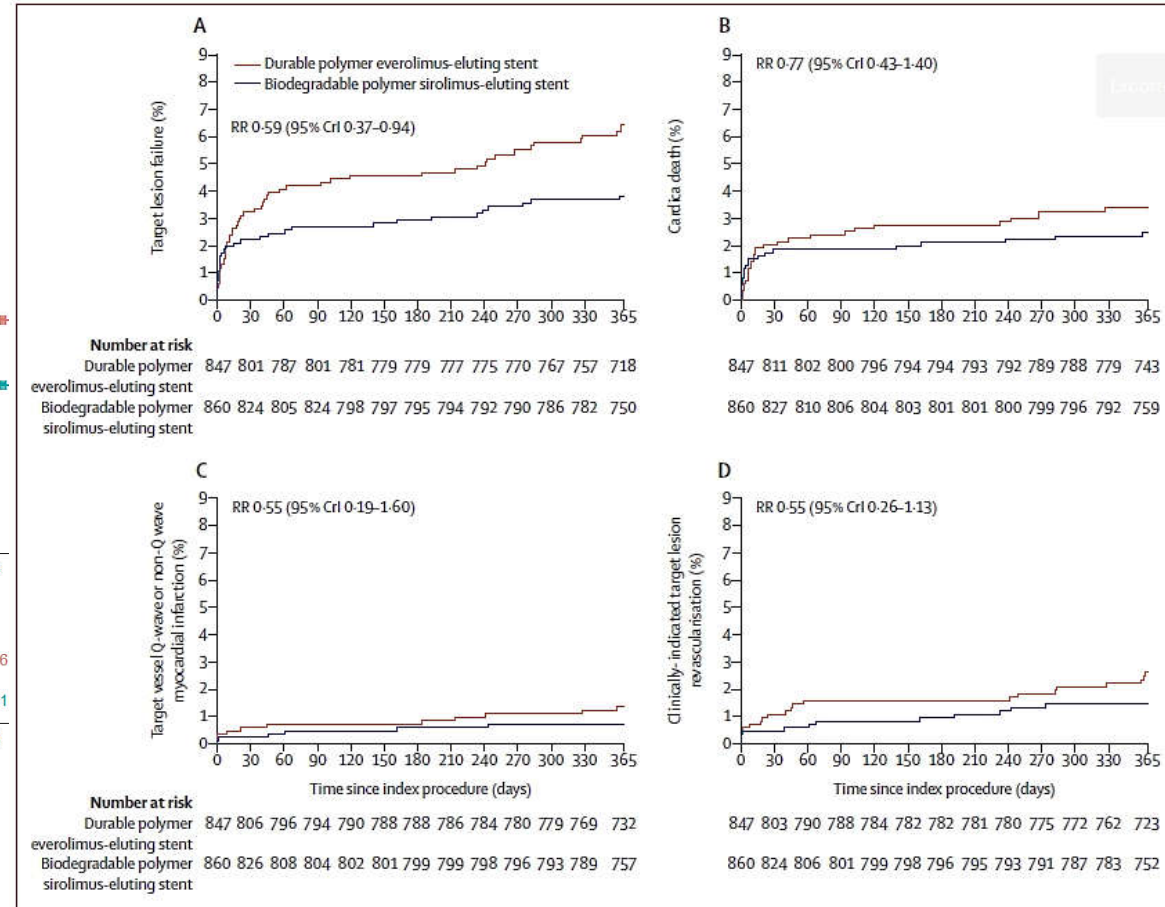 A
9
8
7
6
5
4
3
2
1
0
Target lesion failure (%)
Durable polymer everolimus-eluting stent
Biodegradable polymer sirolimus-eluting stent
RR 0·59 (95% CrI 0·37–0·94)
0 30 60 90 120 150 180 210 240 270 300 330 365
B
9
8
7
6
5
4
3
2
1
0
Cardica death (%)
RR 0·77 (95% CrI 0·43–1·40)
0 30 60 90 120 150 180 210 240 270 300 330 365
Number at risk
Durable polymer 847 801 787 801 781 779 779 777 775 770 767 757 718 847 811 802 800 796 794 794 793 792 789 788 779 743
everolimus-eluting stent
Biodegradable polymer 860 824 805 824 798 797 795 794 792 790 786 782 750 860 827 810 806 804 803 801 801 800 799 796 792 759
sirolimus-eluting stent
C
9
8
7
6
5
4
3
2
1
0
Target vessel Q-wave or non-Q wave
myocardial infarction (%)
RR 0·55 (95% CrI 0·19–1·60)
0 30 60 90 120 150 180 210 240 270 300 330 365
Time since index procedure (days)
D
9
8
7
6
5
4
3
2
1
0
Clinically- indicated target lesion
revascularisation (%)
RR 0·55 (95% CrI 0·26–1·13)
0 30 60 90 120 150 180 210 240 270 300 330 365
Time since index procedure (days)
Number at risk
Durable polymer 847 806 796 794 790 788 788 786 784 780 779 769 732 847 803 790 788 784 782 782 781 780 775 772 762 723
everolimus-eluting stent
Biodegradable polymer 860 826 808 804 802 801 799 799 798 796 793 789 757 860 824 806 801 799 798 796 795 793 791 787 783 752
sirolimus-eluting stent
6
1